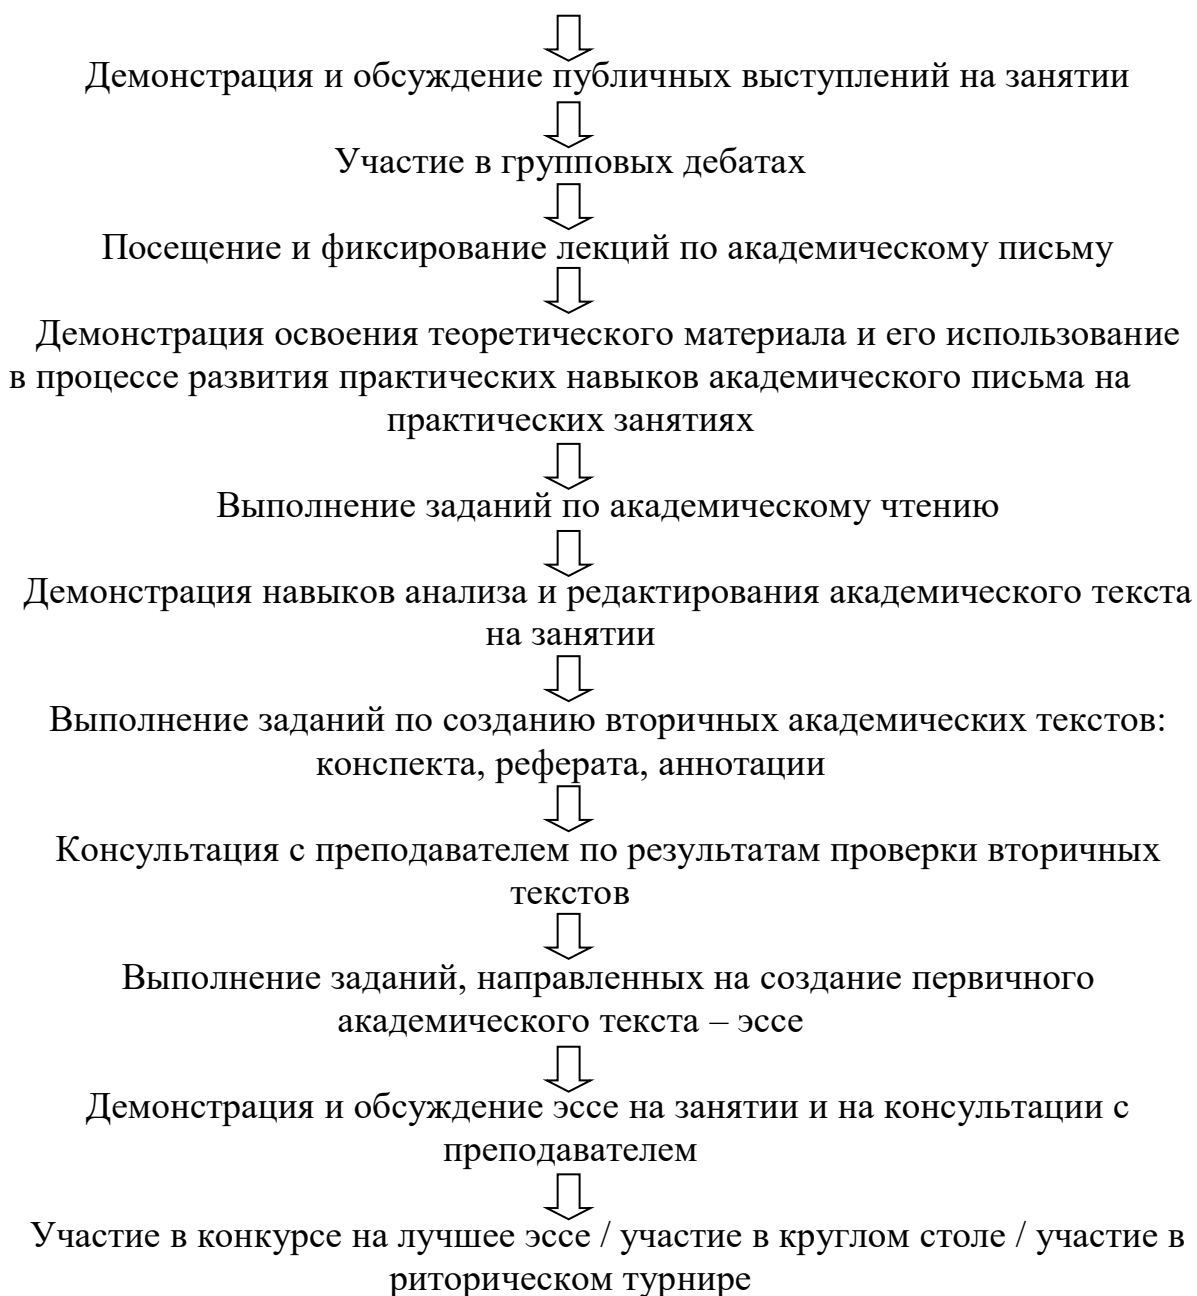 Демонстрация и обсуждение публичных выступлений на занятии
Участие в групповых дебатах
Посещение и фиксирование лекций по академическому письму
Демонстрация освоения теоретического материала и его использование
в процессе развития практических навыков академического письма на
практических занятиях
Выполнение заданий по академическому чтению
Демонстрация навыков анализа и редактирования академического текста
на занятии
Выполнение заданий по созданию вторичных академических текстов:
конспекта, реферата, аннотации
Консультация с преподавателем по результатам проверки вторичных
текстов
Выполнение заданий, направленных на создание первичного
академического текста – эссе
Демонстрация и обсуждение эссе на занятии и на консультации с
преподавателем
Участие в конкурсе на лучшее эссе / участие в круглом столе / участие в
риторическом турнире